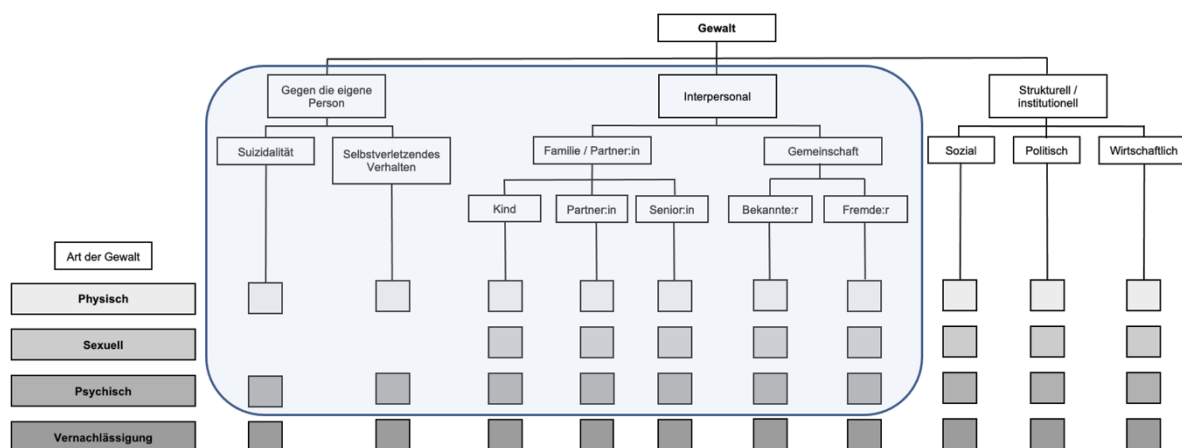 Gewalt
Gegen die eigene
Person
Interpersonal
Strukturell /
institutionell
Suizidalität
Selbstverletzendes
Verhalten
Familie / Partner:in
Gemeinschaft
Sozial
Politisch
Wirtschaftlich
Kind
Partner:in
Senior:in
Bekannte:r
Fremde:r
Art der Gewalt
Physisch
Sexuell
Psychisch
Vernachlässigung